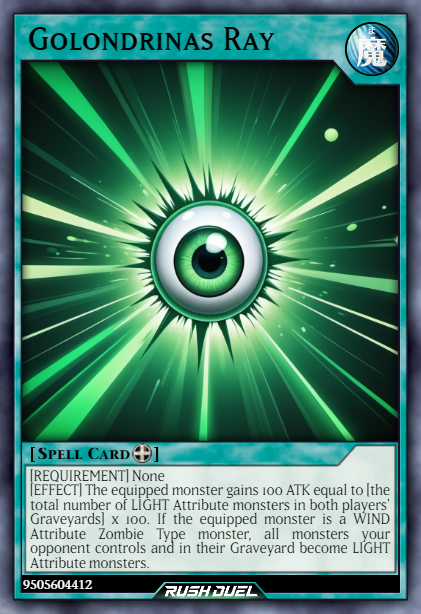 Golondrinas Ray
ま
魔
[Spell Card]
[REQUIREMENT] None
[EFFECT] The equipped monster gains 100 ATK equal to [the
total number of LIGHT Attribute monsters in both players'
Graveyards] x 100. If the equipped monster is a WIND
Attribute Zombie Type monster, all monsters your
opponent controls and in their Graveyard become LIGHT
Attribute monsters.
9505604412
RUSH DUEL